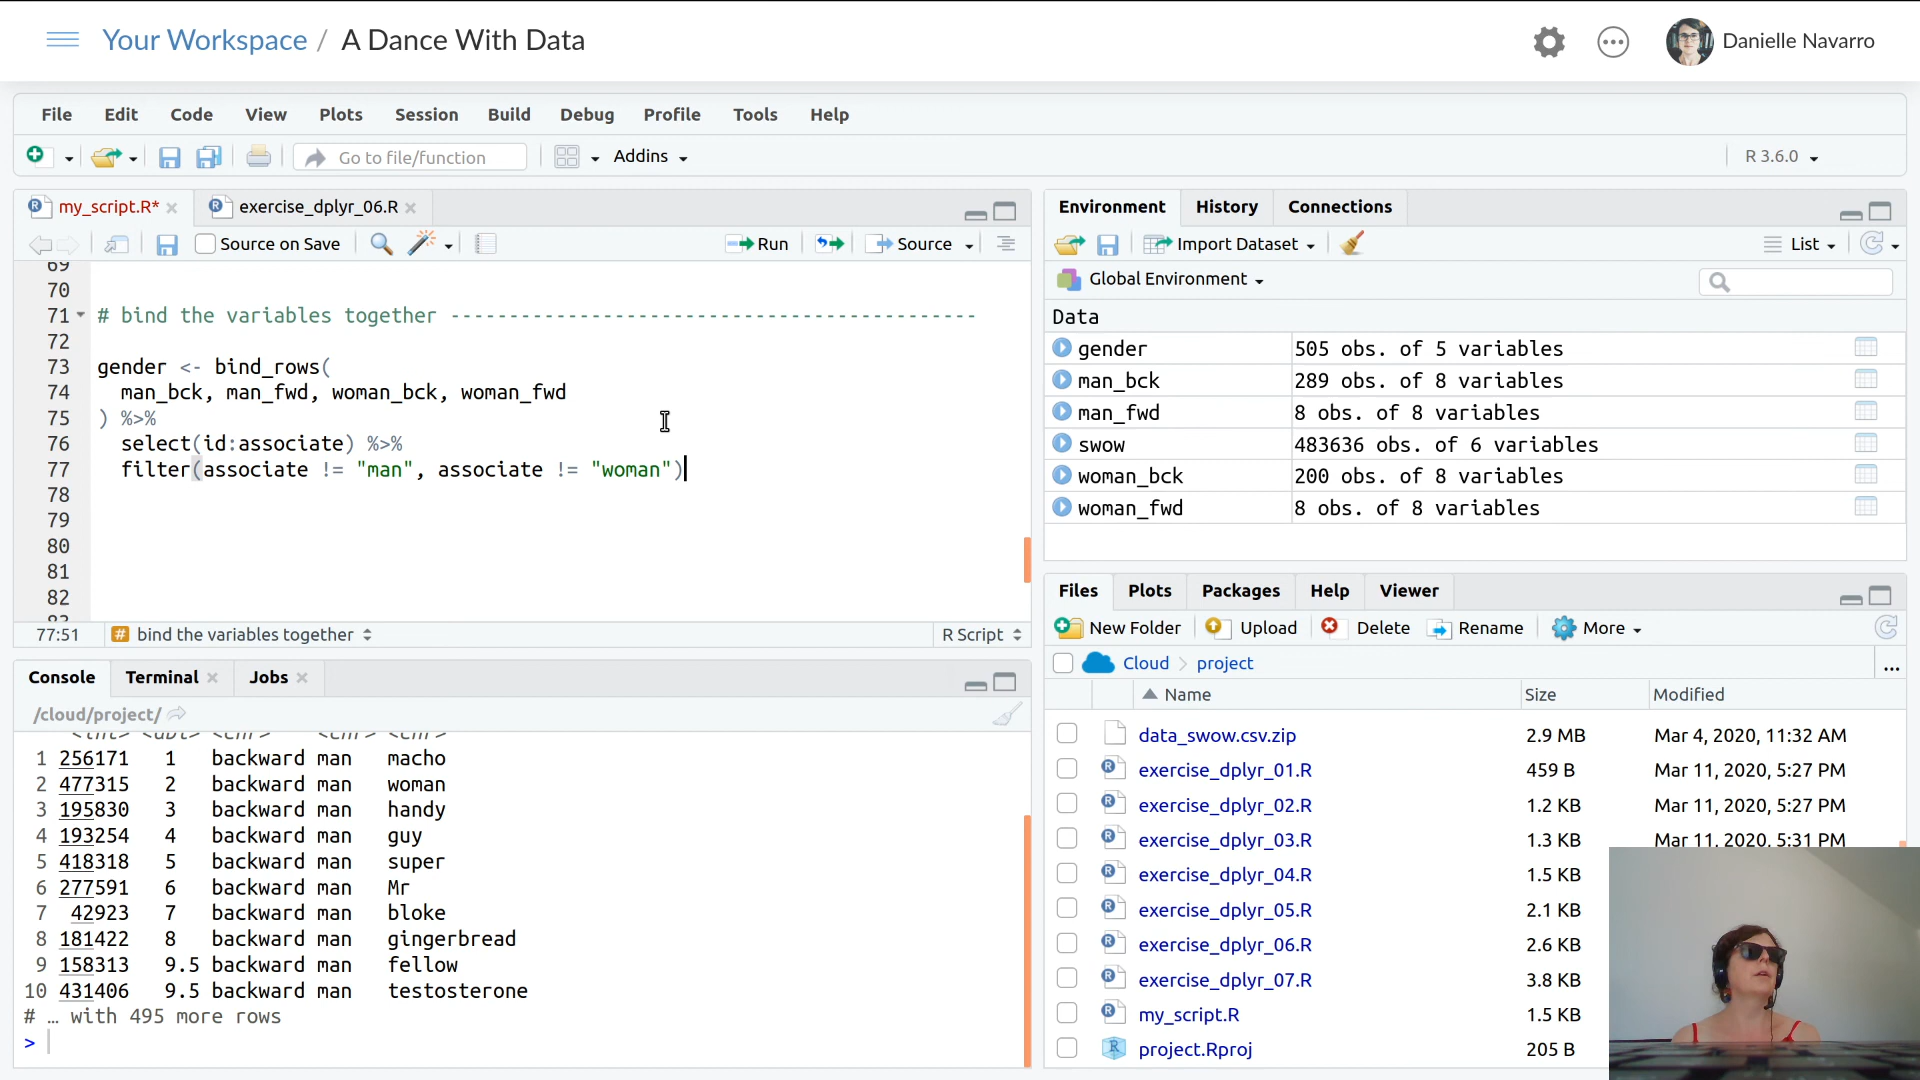 Your Workspace / A Dance With Data
Danielle Navarro
File Edit Code View Plots Session Build Debug Profile Tools Help
Go to file/function Addins R 3.6.0
my_script.R* exercise_dplyr_06.R
Source on Save Run Source
69
70
71 # bind the variables together ---------------------------------------------
72
73 gender <- bind_rows(
74 man_bck, man_fwd, woman_bck, woman_fwd
75 ) %>%
76 select(id:associate) %>%
77 filter(associate != "man", associate != "woman")
78
79
80
81
82
83
77:51 # bind the variables together R Script
Console Terminal Jobs
/cloud/project/
<int> <dbl> <chr> <chr> <chr>
1 256171 1 backward man macho
2 477315 2 backward man woman
3 195830 3 backward man handy
4 193254 4 backward man guy
5 418318 5 backward man super
6 277591 6 backward man Mr
7 42923 7 backward man bloke
8 181422 8 backward man gingerbread
9 158313 9.5 backward man fellow
10 431406 9.5 backward man testosterone
# … with 495 more rows
>
Environment History Connections
Import Dataset List
Global Environment
Data
gender 505 obs. of 5 variables
man_bck 289 obs. of 8 variables
man_fwd 8 obs. of 8 variables
swow 483636 obs. of 6 variables
woman_bck 200 obs. of 8 variables
woman_fwd 8 obs. of 8 variables
Files Plots Packages Help Viewer
New Folder Upload Delete Rename More
Cloud project ...
Name Size Modified
data_swow.csv.zip 2.9 MB Mar 4, 2020, 11:32 AM
exercise_dplyr_01.R 459 B Mar 11, 2020, 5:27 PM
exercise_dplyr_02.R 1.2 KB Mar 11, 2020, 5:27 PM
exercise_dplyr_03.R 1.3 KB Mar 11, 2020, 5:31 PM
exercise_dplyr_04.R 1.5 KB
exercise_dplyr_05.R 2.1 KB
exercise_dplyr_06.R 2.6 KB
exercise_dplyr_07.R 3.8 KB
my_script.R 1.5 KB
project.Rproj 205 B